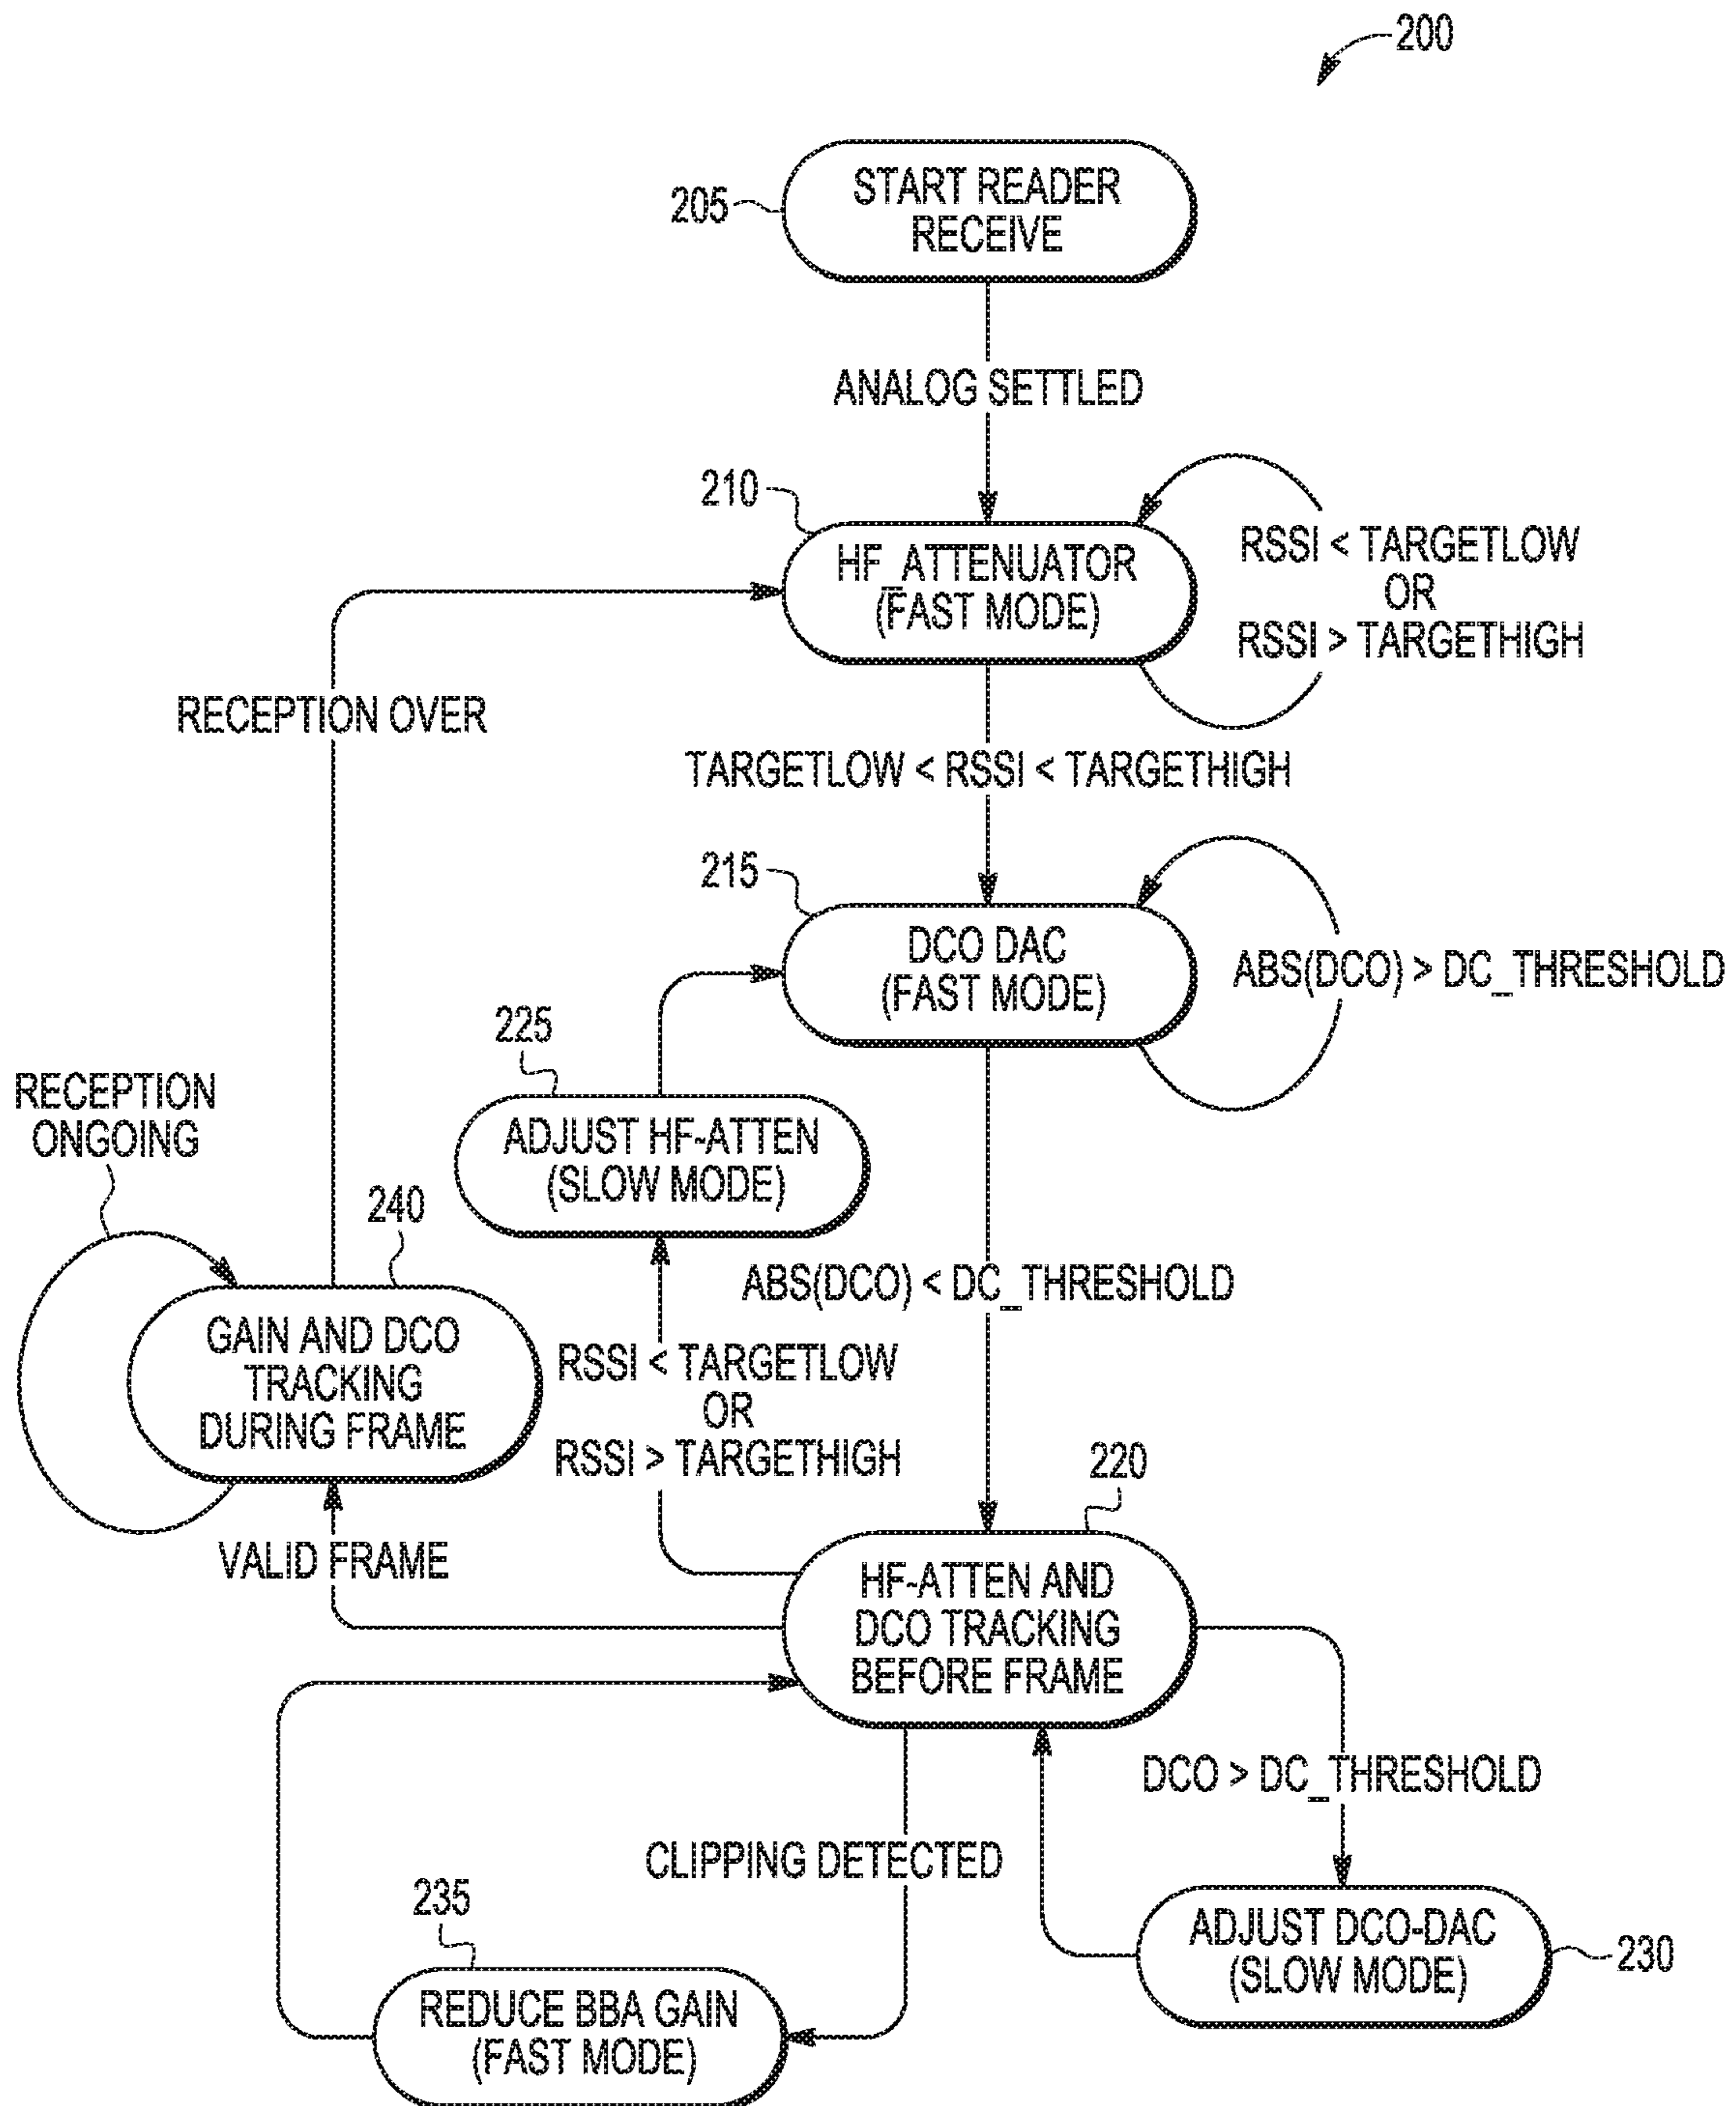 200
START READER
RECEIVE
205
ANALOG SETTLED
210
HF_ATTENUATOR
(FAST MODE)
RSSI < TARGETLOW
OR
RSSI > TARGETHIGH
RECEPTION OVER
TARGETLOW < RSSI < TARGETHIGH
215
DCO DAC
(FAST MODE)
ABS(DCO) > DC_THRESHOLD
225
ADJUST HF-ATTEN
(SLOW MODE)
RECEPTION
ONGOING
240
GAIN AND DCO
TRACKING
DURING FRAME
ABS(DCO) < DC_THRESHOLD
RSSI < TARGETLOW
OR
RSSI > TARGETHIGH
220
VALID FRAME
HF-ATTEN AND
DCO TRACKING
BEFORE FRAME
DCO > DC_THRESHOLD
CLIPPING DETECTED
235
REDUCE BBA GAIN
(FAST MODE)
ADJUST DCO-DAC
(SLOW MODE)
230